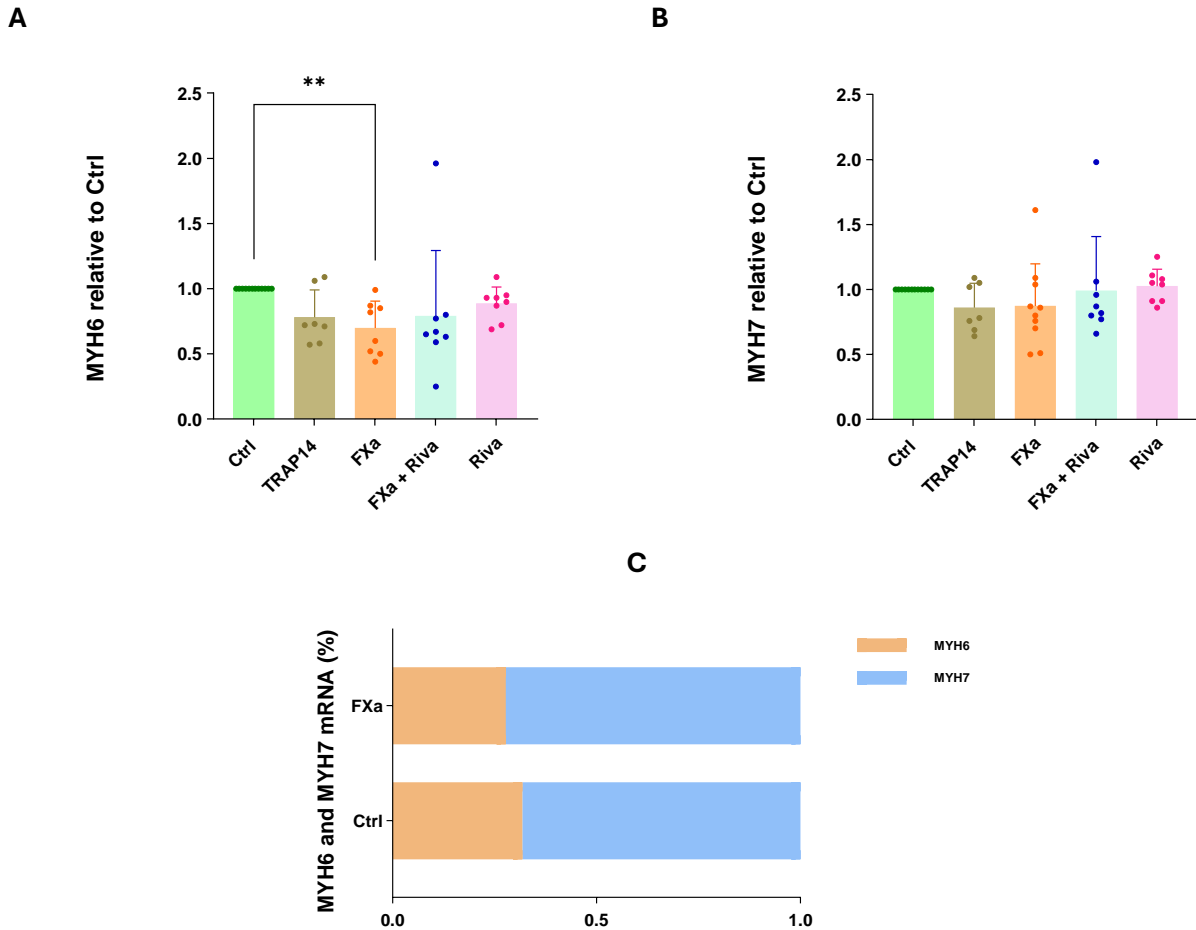 A
B
**
MYH6 relative to Ctrl
2.5
2.0
1.5
1.0
0.5
0.0
Ctrl
TRAP14
FXa
FXa + Riva
Riva
MYH7 relative to Ctrl
2.5
2.0
1.5
1.0
0.5
0.0
Ctrl
TRAP14
FXa
FXa + Riva
Riva
C
MYH6 and MYH7 mRNA (%)
FXa
Ctrl
0.0
0.5
1.0
MYH6
MYH7